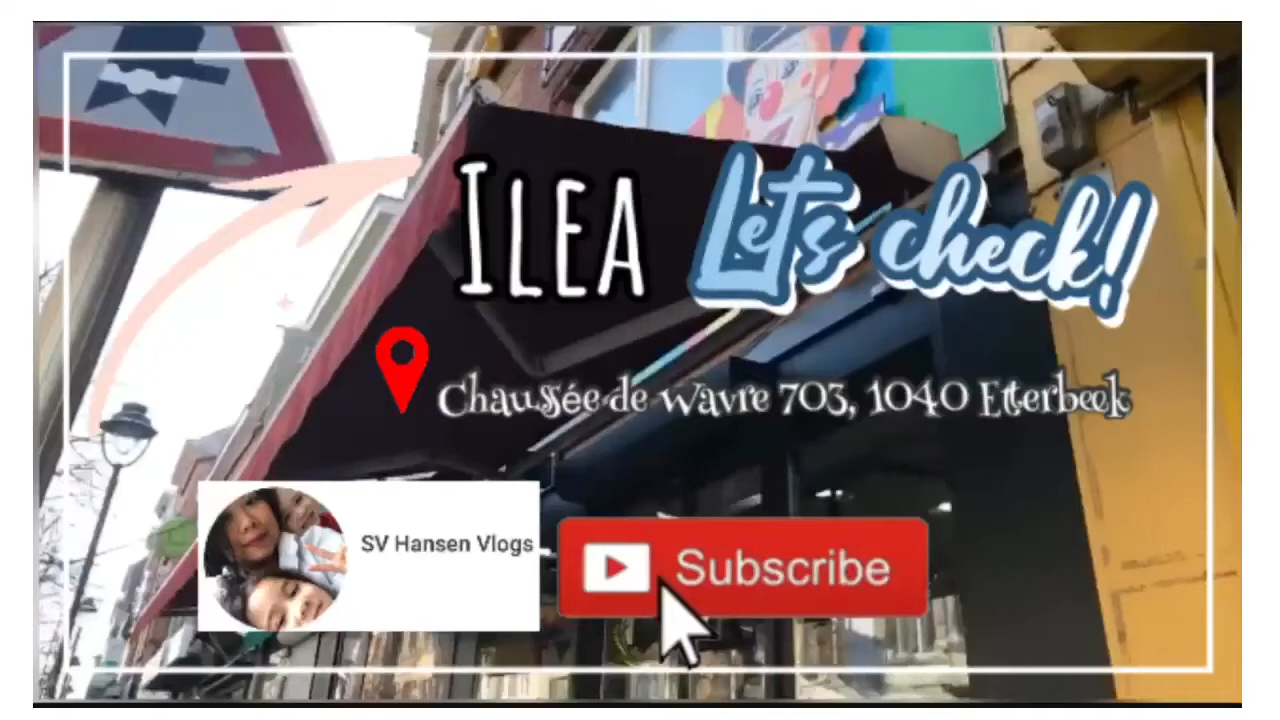 ILEA Let's check!
Chaussée de Wavre 703, 1040 Etterbeek
SV Hansen Vlogs
Subscribe